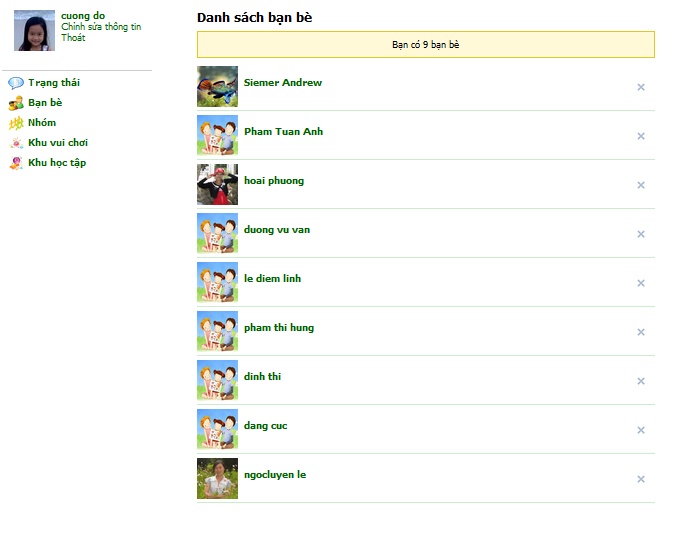 cuong do
Chỉnh sửa thông tin
Thoát
Trạng thái
Bạn bè
Nhóm
Khu vui chơi
Khu học tập
Danh sách bạn bè
Bạn có 9 bạn bè
Siemer Andrew
Pham Tuan Anh
hoai phuong
duong vu van
le diem linh
pham thi hung
dinh thi
dang cuc
ngocluyen le